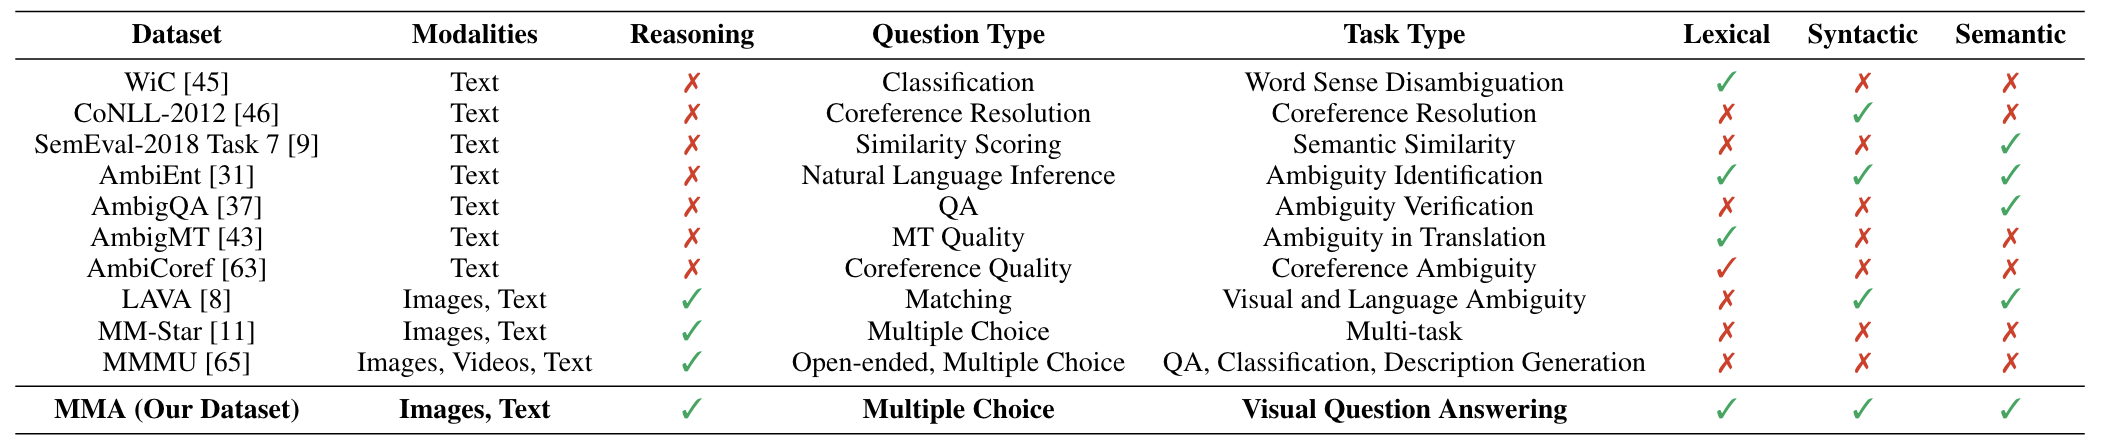 Dataset Modalities Reasoning Question Type Task Type Lexical Syntactic Semantic
WiC [45] Text ✗ Classification Word Sense Disambiguation ✓ ✗ ✗
CoNLL-2012 [46] Text ✗ Coreference Resolution Coreference Resolution ✗ ✓ ✗
SemEval-2018 Task 7 [9] Text ✗ Similarity Scoring Semantic Similarity ✗ ✗ ✓
AmbiEnt [31] Text ✗ Natural Language Inference Ambiguity Identification ✓ ✓ ✓
AmbigQA [37] Text ✗ QA Ambiguity Verification ✗ ✗ ✓
AmbigMT [43] Text ✗ MT Quality Ambiguity in Translation ✓ ✗ ✗
AmbiCoref [63] Text ✗ Coreference Quality Coreference Ambiguity ✓ ✗ ✗
LAVA [8] Images, Text ✓ Matching Visual and Language Ambiguity ✗ ✓ ✓
MM-Star [11] Images, Text ✓ Multiple Choice Multi-task ✗ ✗ ✗
MMMU [65] Images, Videos, Text ✓ Open-ended, Multiple Choice QA, Classification, Description Generation ✗ ✗ ✗
MMA (Our Dataset) Images, Text ✓ Multiple Choice Visual Question Answering ✓ ✓ ✓